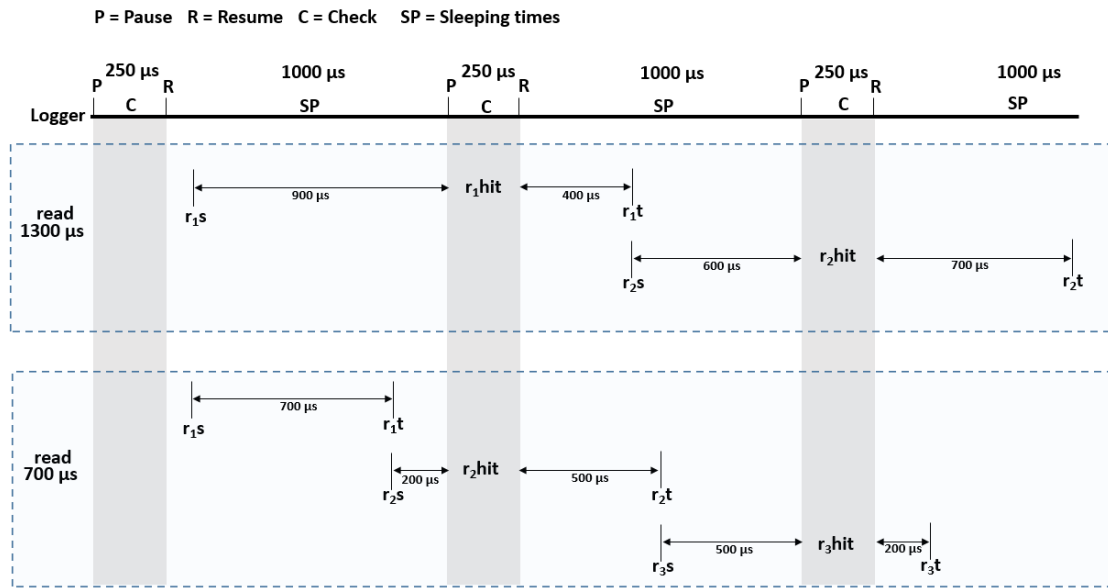 P = Pause R = Resume C = Check SP = Sleeping times
250 µs 1000 µs 250 µs 1000 µs 250 µs 1000 µs
P R P R P R
Logger C SP C SP C SP
read
1300 µs
r₁s 900 µs r₁hit 400 µs r₁t
r₂s 600 µs r₂hit 700 µs r₂t
read
700 µs
r₁s 700 µs r₁t
r₂s 200 µs r₂hit 500 µs r₂t
r₃s 500 µs r₃hit 200 µs r₃t